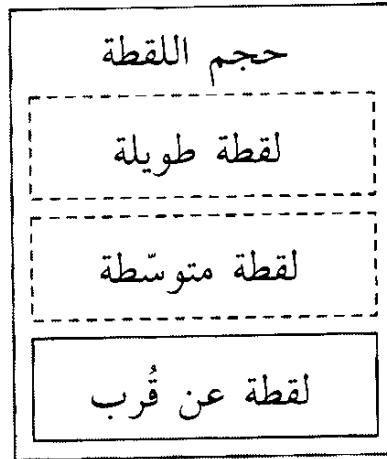 حجم اللقطة
لقطة طويلة
لقطة متوسّطة
لقطة عن قُرب